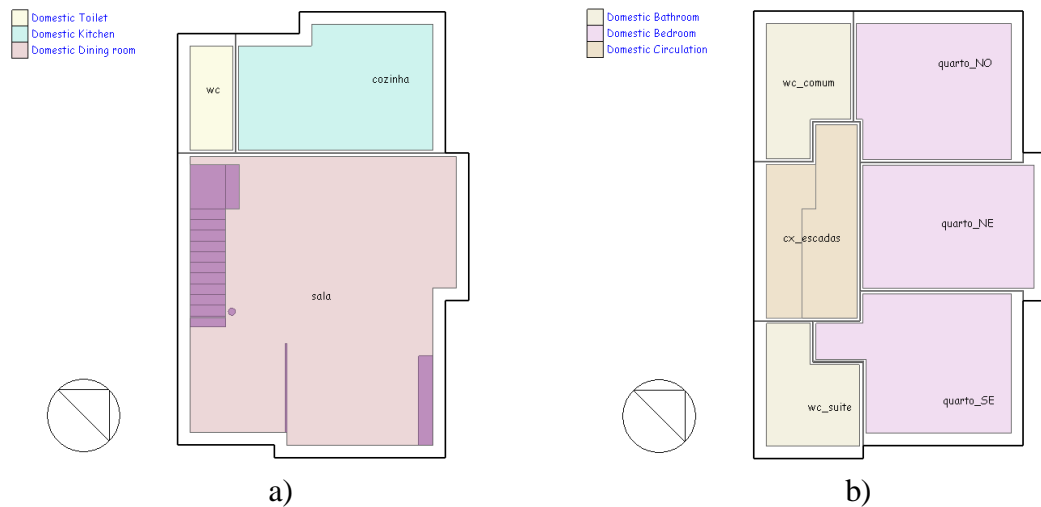 Domestic Toilet
Domestic Kitchen
Domestic Dining room
wc
cozinha
sala
a)
Domestic Bathroom
Domestic Bedroom
Domestic Circulation
wc_comum
quarto_NO
cx_escadas
quarto_NE
wc_suite
quarto_SE
b)